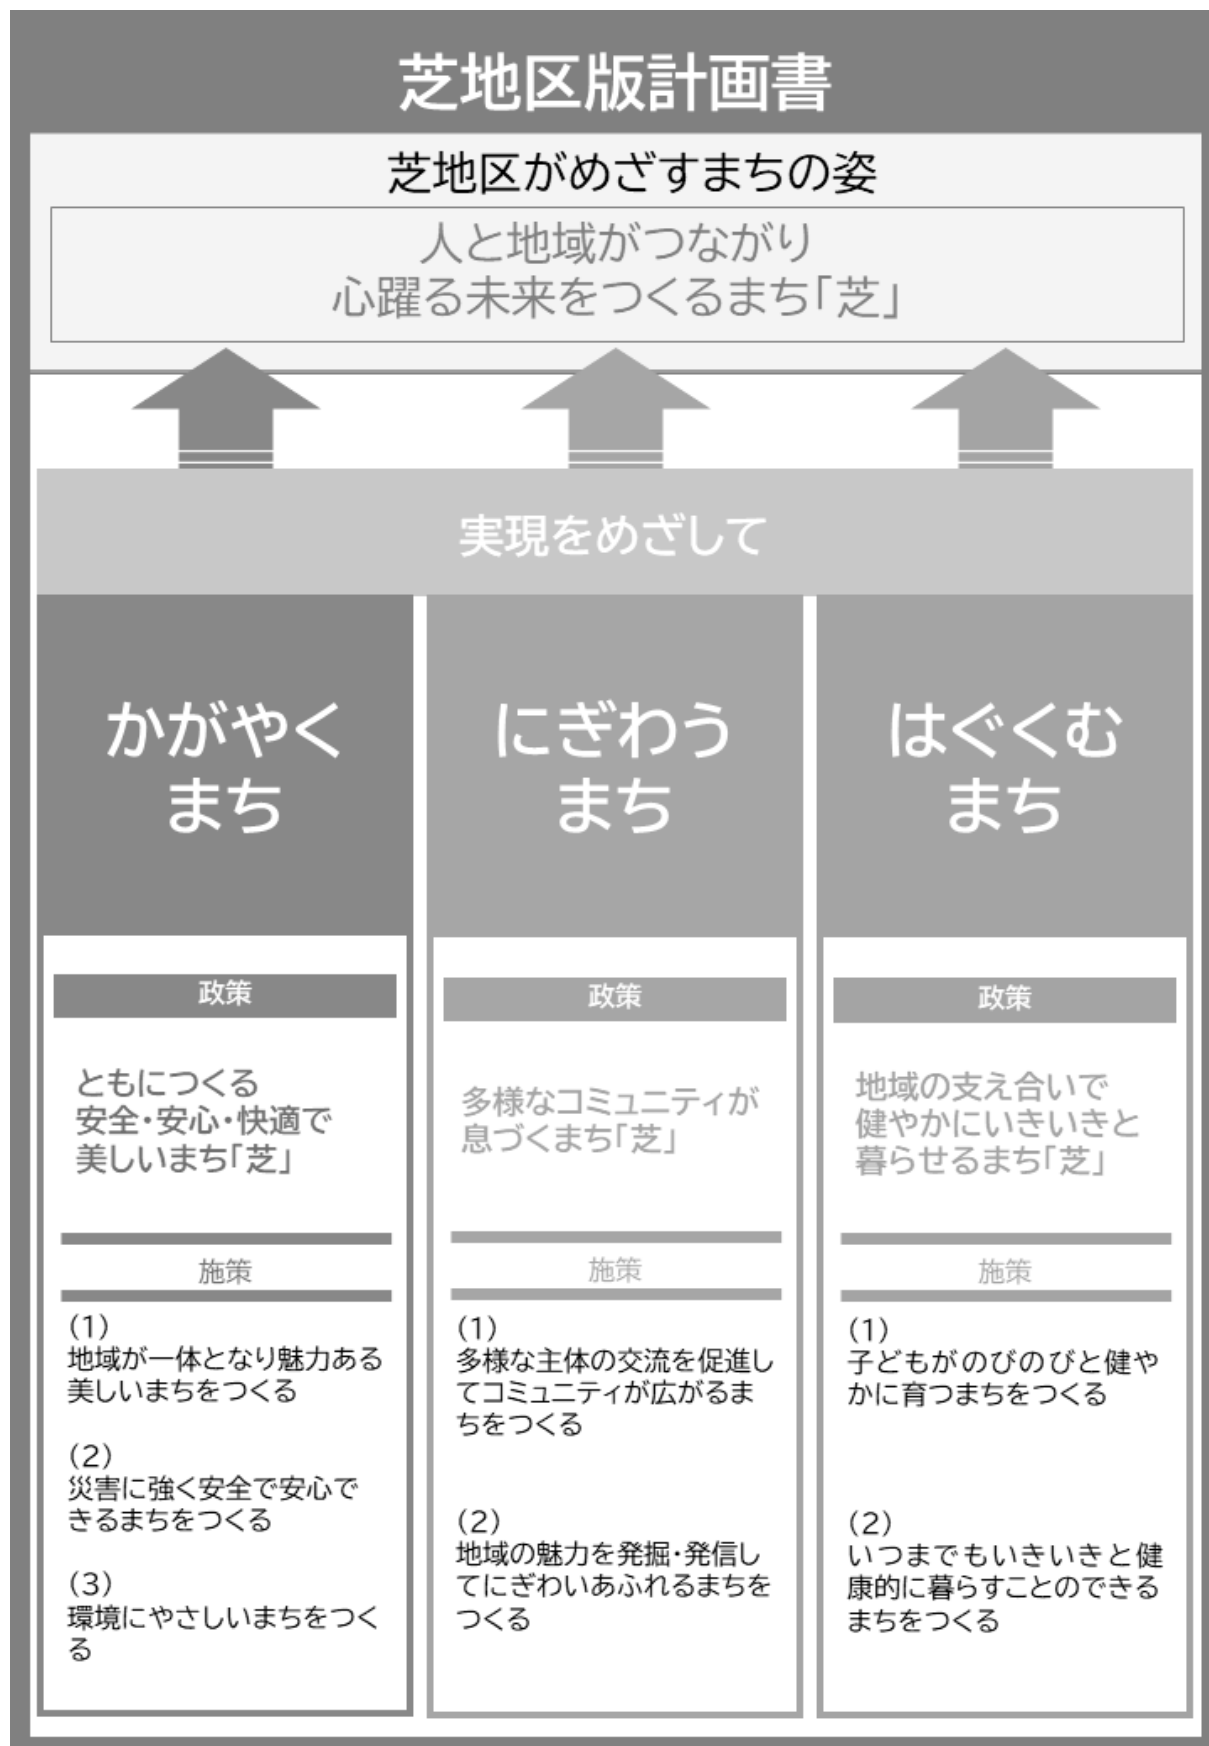 芝地区版計画書
芝地区がめざすまちの姿
人と地域がつながり
心躍る未来をつくるまち「芝」
実現をめざして
かがやく
まち
政策
ともにつくる
安全・安心・快適で
美しいまち「芝」
施策
（1）
地域が一体となり魅力ある
美しいまちをつくる
（2）
災害に強く安全で安心で
きるまちをつくる
（3）
環境にやさしいまちをつく
る
にぎわう
まち
政策
多様なコミュニティが
息づくまち「芝」
施策
（1）
多様な主体の交流を促進し
てコミュニティが広がるま
ちをつくる
（2）
地域の魅力を発掘・発信し
てにぎわいあふれるまちを
つくる
はぐくむ
まち
政策
地域の支え合いで
健やかにいきいきと
暮らせるまち「芝」
施策
（1）
子どもがのびのびと健や
かに育つまちをつくる
（2）
いつまでもいきいきと健
康的に暮らすことのできる
まちをつくる